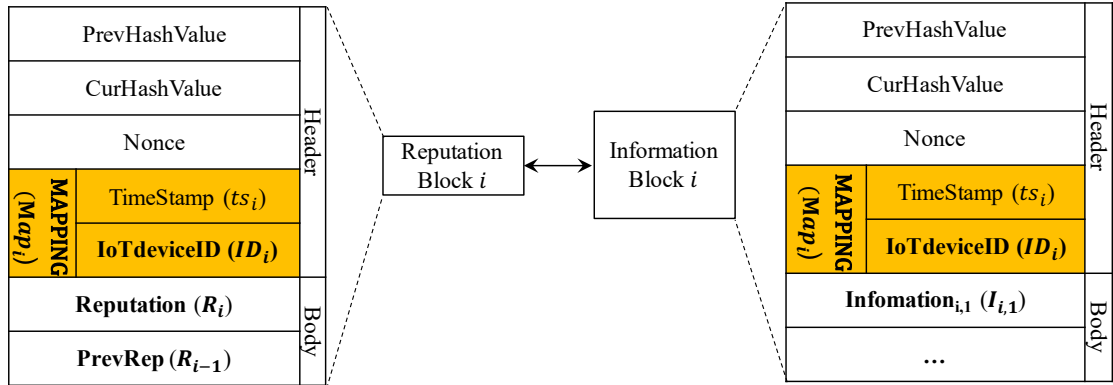 PrevHashValue
CurHashValue
Nonce
Header
MAPPING
(Map_i)
TimeStamp (ts_i)
IoTdeviceID (ID_i)
Reputation (R_i)
PrevRep (R_{i−1})
Body
Reputation
Block i
Information
Block i
PrevHashValue
CurHashValue
Nonce
Header
MAPPING
(Map_i)
TimeStamp (ts_i)
IoTdeviceID (ID_i)
Infomation_{i,1} (I_{i,1})
...
Body